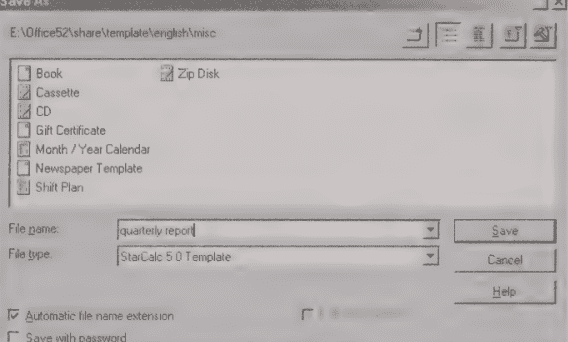 Save As
E:\Office52\share\template\english\misc
Book
Cassette
CD
Gift Certificate
Month / Year Calendar
Newspaper Template
Shift Plan
Zip Disk
File name:
quarterly report
Save
File type:
StarCalc 5.0 Template
Cancel
Help
Automatic file name extension
Save with password